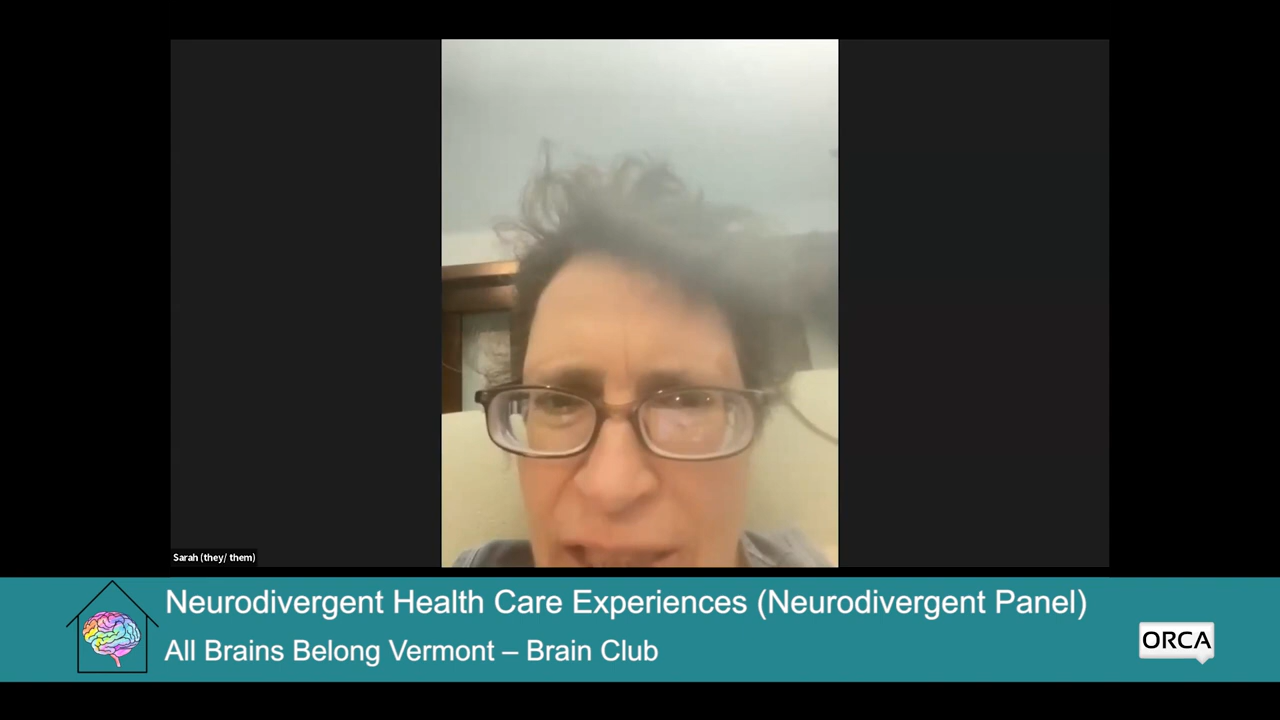 Sarah (they/ them)
Neurodivergent Health Care Experiences (Neurodivergent Panel)
All Brains Belong Vermont – Brain Club
ORCA